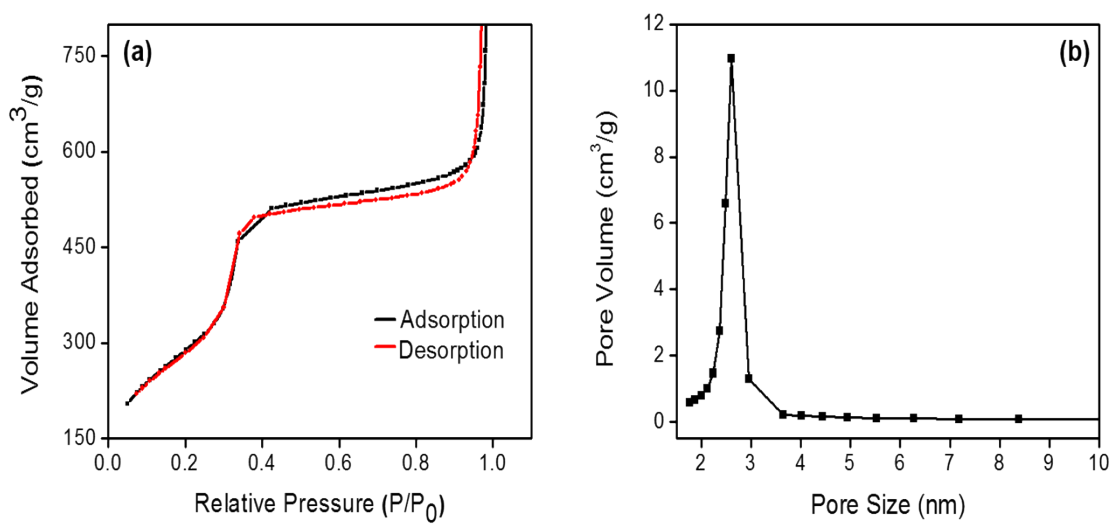 (a)
Volume Adsorbed (cm³/g)
750
600
450
300
150
Adsorption
Desorption
0.0 0.2 0.4 0.6 0.8 1.0
Relative Pressure (P/P₀)
(b)
Pore Volume (cm³/g)
12
10
8
6
4
2
0
2 3 4 5 6 7 8 9 10
Pore Size (nm)